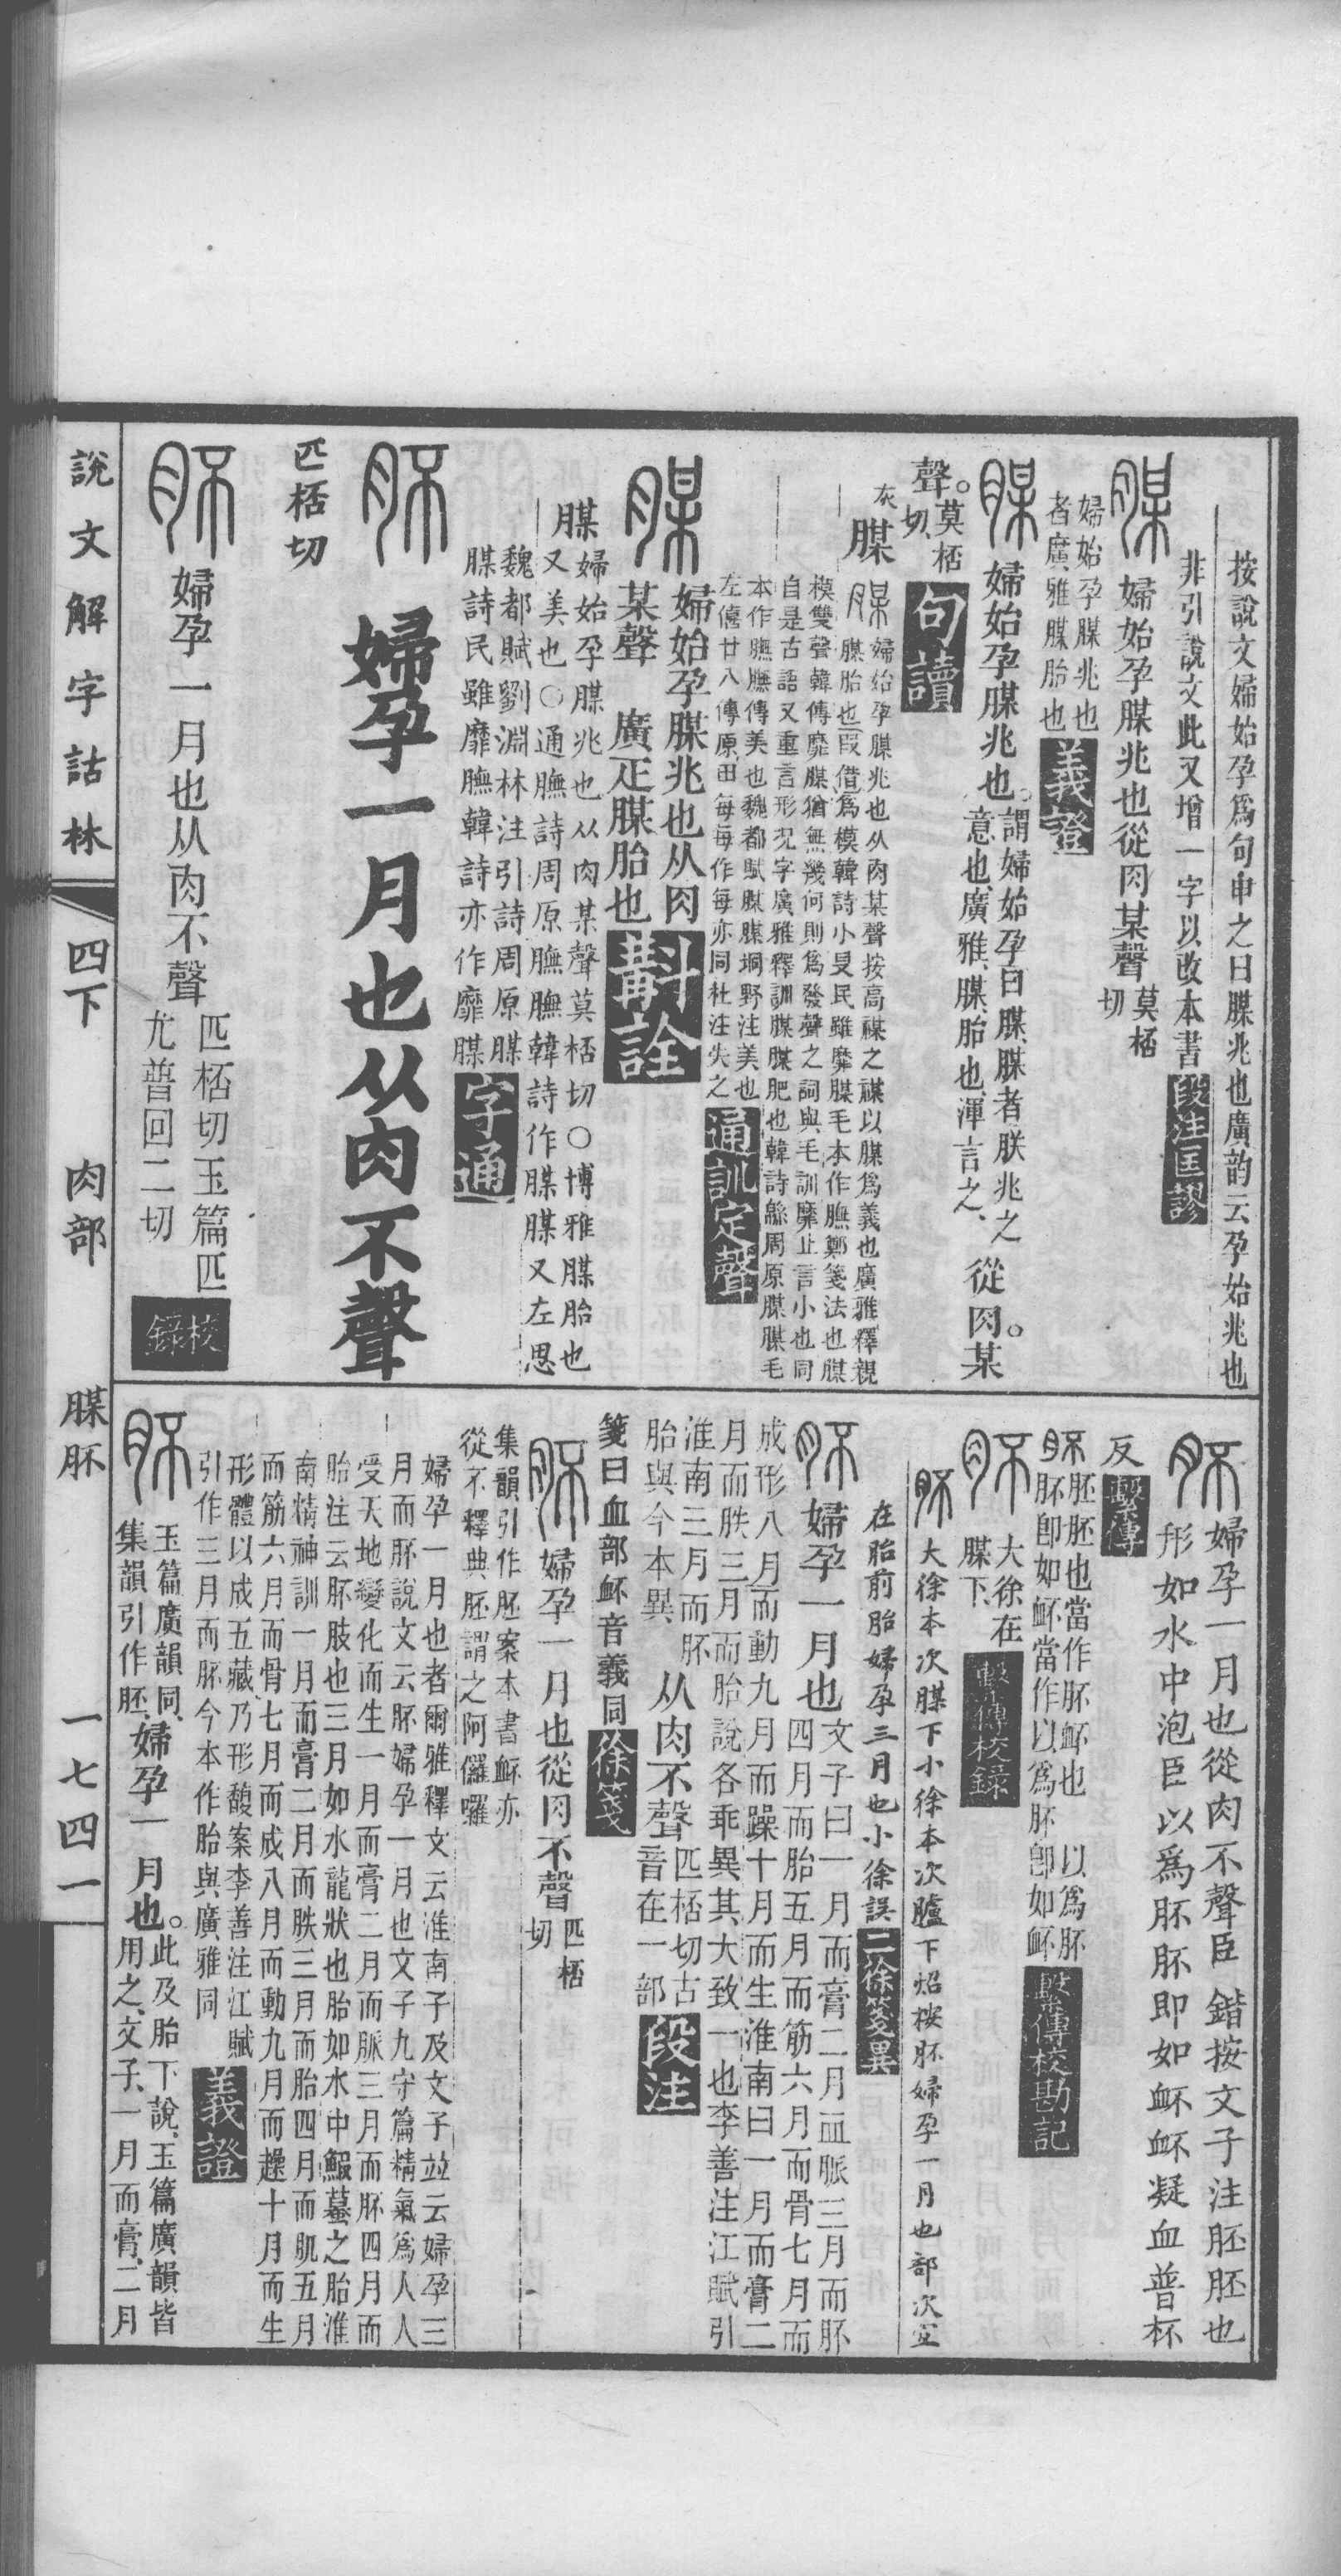 按說文婦始孕爲句申之曰腜兆也廣韵云孕始兆也
非引說文此又增一字以改本書段注匡謬
腜婦始孕腜兆也從肉某聲莫桮切
婦始孕腜兆也
者廣雅腜胎也義證
腜婦始孕腜兆也。謂婦始孕曰腜、腜者朕兆之
意也、廣雅、腜胎也、渾言之、從肉。某
聲。莫桮切、句讀
灰腜
腜婦始孕腜兆也从肉某聲按高禖之禖以腜爲義也廣雅釋親
腜胎也叚借爲模韓詩小旻民雖靡腜毛本作膴鄭箋法也腜
模雙聲韓傳靡腜猶無幾何則爲發聲之詞與毛訓靡止言小也同
自是古語又重言形況字廣雅釋訓腜腜肥也韓詩緜周原腜腜毛
本作膴膴傳美也魏都賦腜腜坰野注美也
左僖廿八傳原田每每作每亦同杜注失之通訓定聲
腜婦始孕腜兆也从肉
某聲　廣疋腜胎也斠詮
腜婦始孕腜兆也从肉某聲莫桮切○博雅腜胎也
又美也○通膴詩周原膴膴韓詩作腜腜又左思
魏都賦劉淵林注引詩周原腜
腜詩民雖靡膴韓詩亦作靡腜字通
肧　婦孕一月也从肉不聲
匹桮切
肧婦孕一月也从肉不聲匹桮切玉篇匹
尤普回二切校錄
說文解字詁林　四下　肉部　腜肧　一七四一
肧婦孕一月也從肉不聲臣鍇按文子注胚胚也
形如水中泡臣以爲肧肧即如衃衃凝血普杯
反繫傳
肧胚胚也當作肧衃也　以爲肧
肧卽如衃當作以爲肧卽如衃繫傳校勘記
肧大徐在
腜下、繫傳校錄
肧大徐本次腜下小徐本次臚下炤按肧婦孕一月也部次宜
在胎前胎婦孕三月也小徐誤二徐箋異
肧婦孕一月也文子曰一月而膏二月血脈三月而肧
四月而胎五月而筋六月而骨七月而
成形八月而動九月而躁十月而生淮南曰一月而膏二
月而胅三月而胎說各乖異其大致一也李善注江賦引
淮南三月而肧
胎與今本異从肉不聲匹桮切古
音在一部段注
箋曰血部衃音義同徐箋
肧婦孕一月也從肉不聲匹桮切
集韻引作胚案本書衃亦
從不釋典胚謂之阿儸囉
婦孕一月也者爾雅釋文云淮南子及文子竝云婦孕三
月而肧說文云肧婦孕一月也文子九守篇精氣爲人人
受天地變化而生一月而膏二月而脈三月而肧四月而
胎注云肧肢也三月如水龍狀也胎如水中鰕蟇之胎淮
南精神訓一月而膏二月而胅三月而胎四月而肌五月
而筋六月而骨七月而成八月而動九月而躁十月而生
形體以成五藏乃形馥案李善注江賦
引作三月而肧今本作胎與廣雅同義證
肧玉篇廣韻同、
集韻引作胚、婦孕一月也。此及胎下說、玉篇廣韻皆
用之、文子、一月而膏、二月